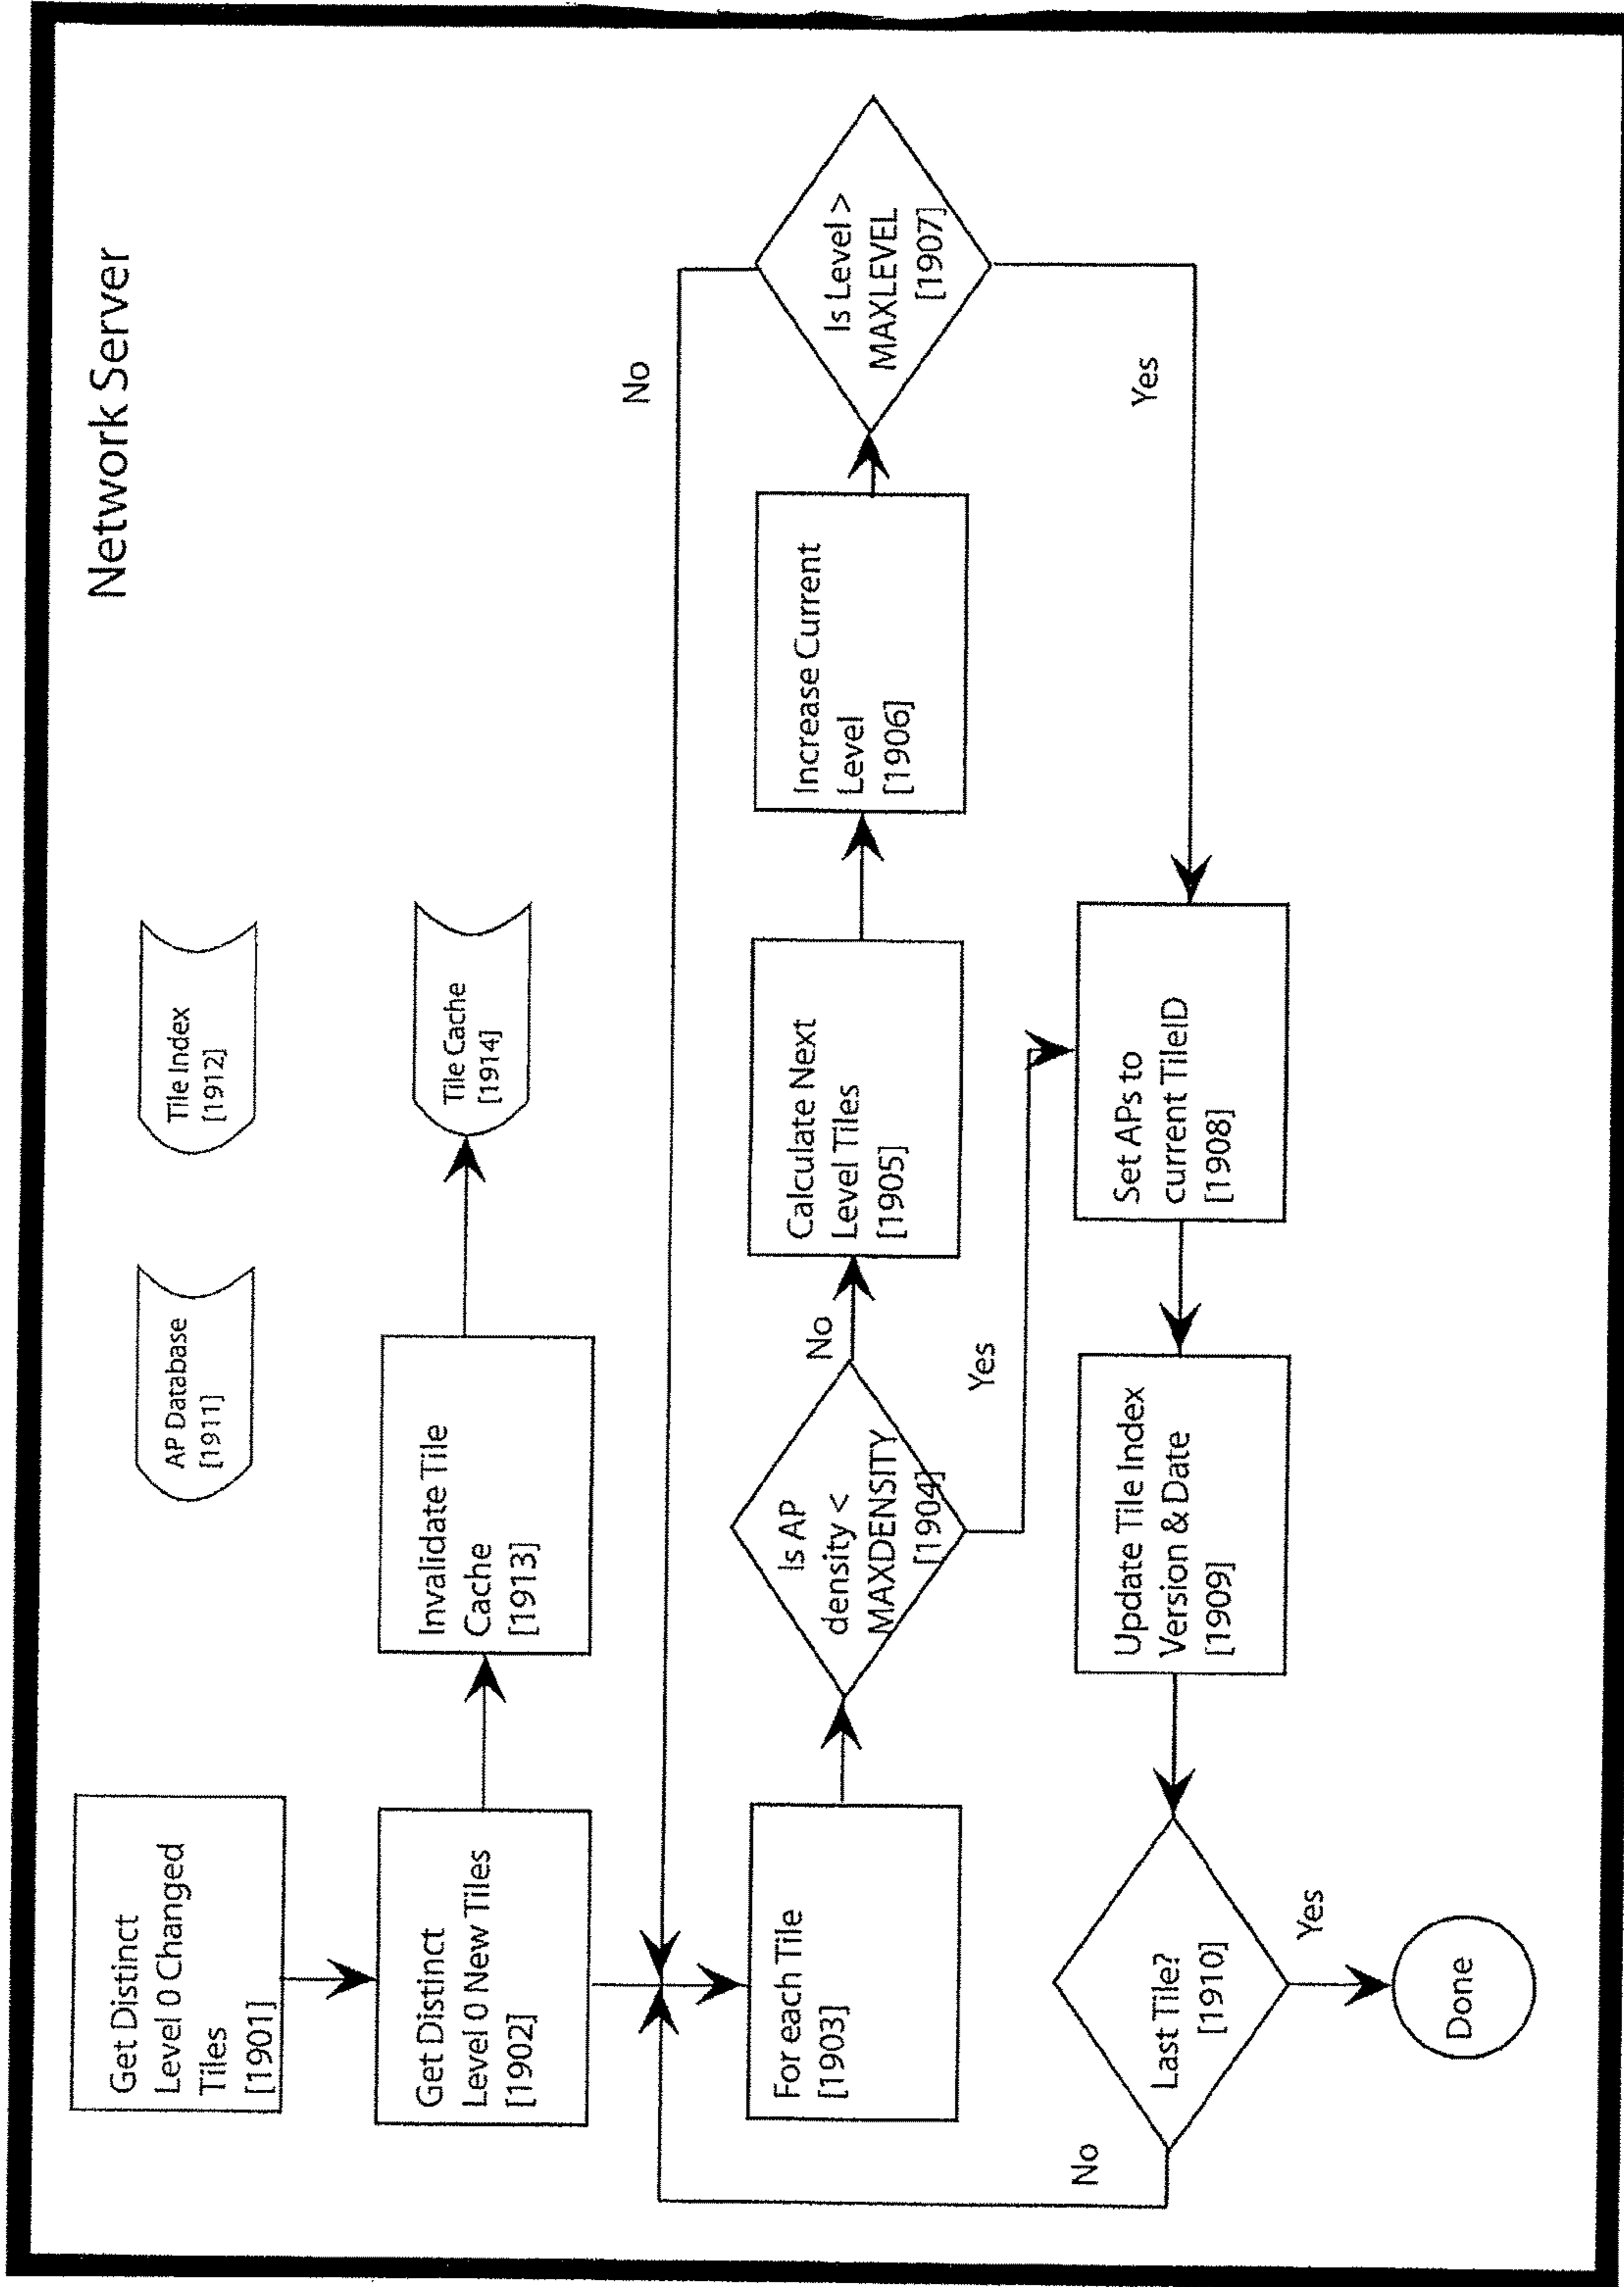 Network Server
Get Distinct
Level 0 Changed
Tiles
[1901]
AP Database
[1911]
Tile Index
[1912]
Get Distinct
Level 0 New Tiles
[1902]
Invalidate Tile
Cache
[1913]
Tile Cache
[1914]
No
For each Tile
[1903]
Is AP
density <
MAXDENSITY
[1904]
No
Calculate Next
Level Tiles
[1905]
Increase Current
Level
[1906]
Is Level >
MAXLEVEL
[1907]
Yes
Yes
No
Last Tile?
[1910]
Update Tile Index
Version & Date
[1909]
Set APs to
current TileID
[1908]
Yes
Done